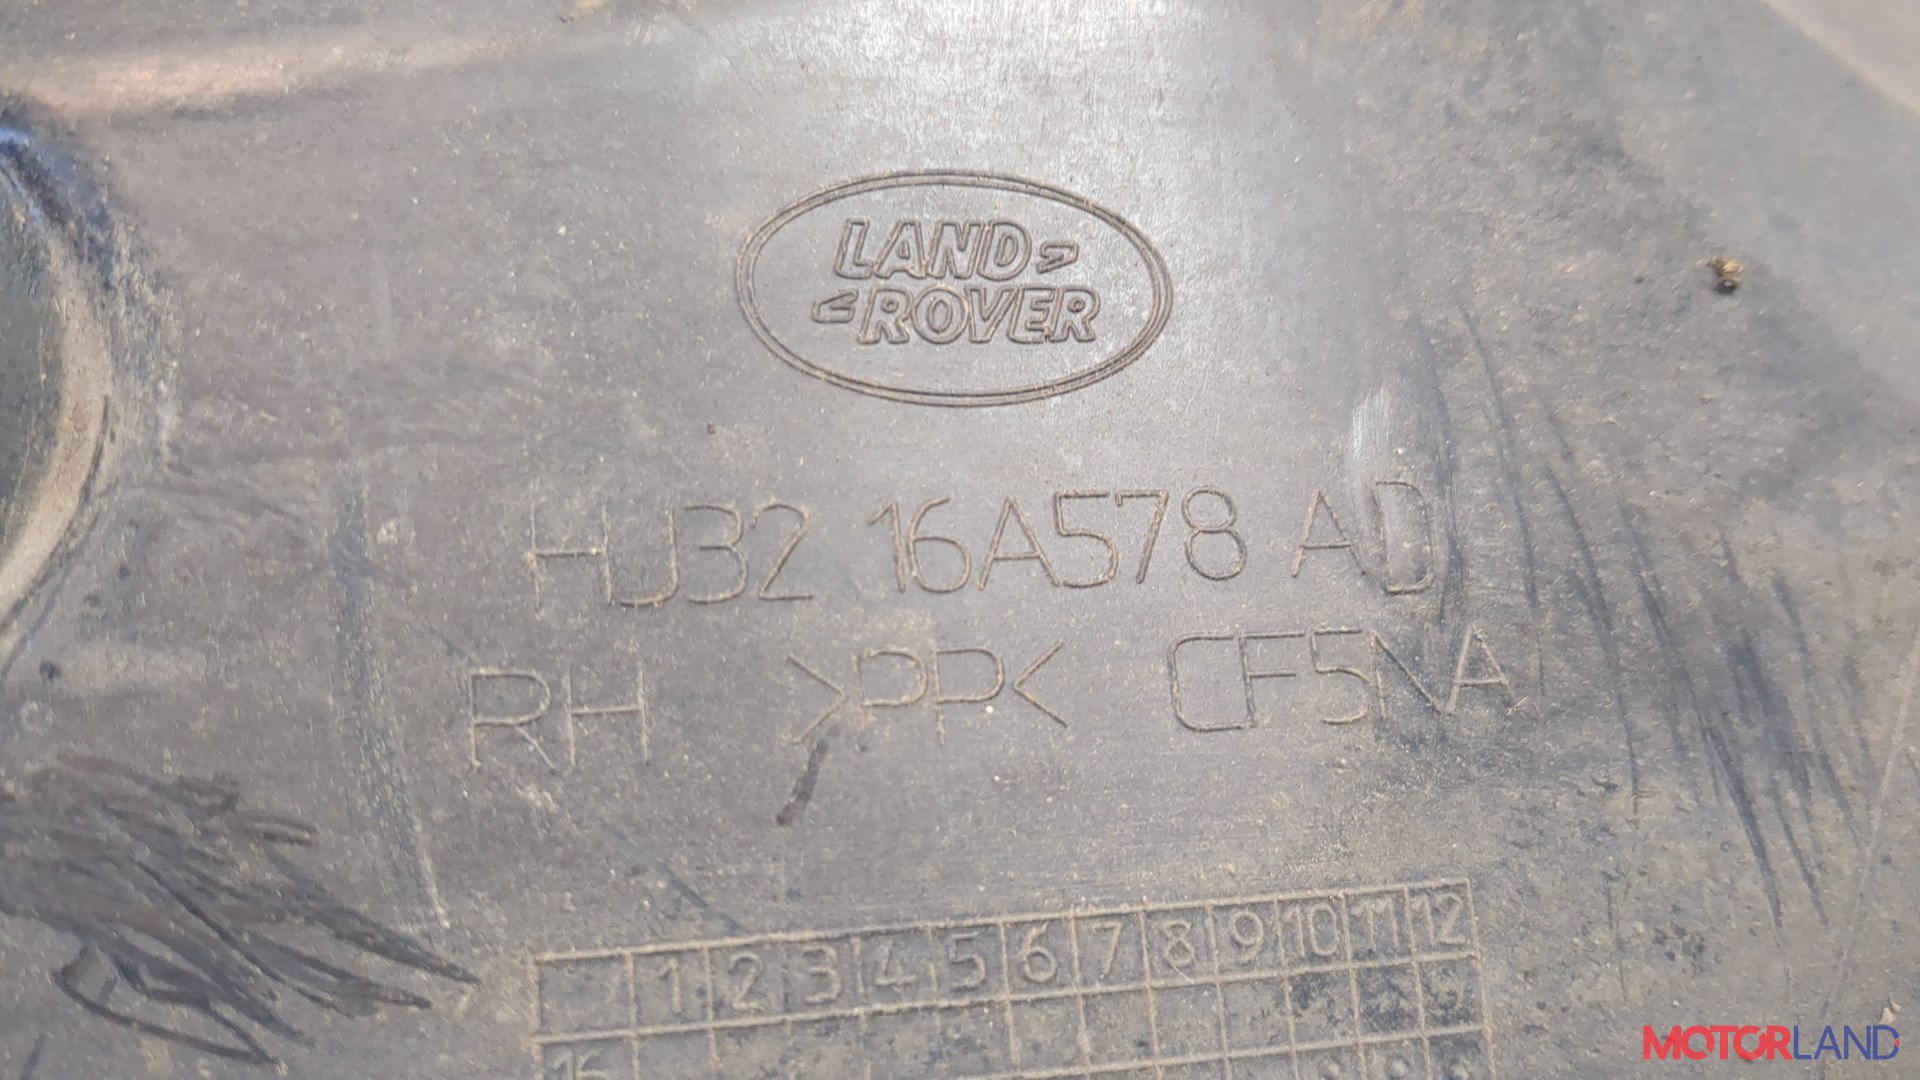 LAND
ROVER
HJ32 16A578 AD
RH >PP< CF5NA
1 2 3 4 5 6 7 8 9 10 11 12
16
MOTORLAND